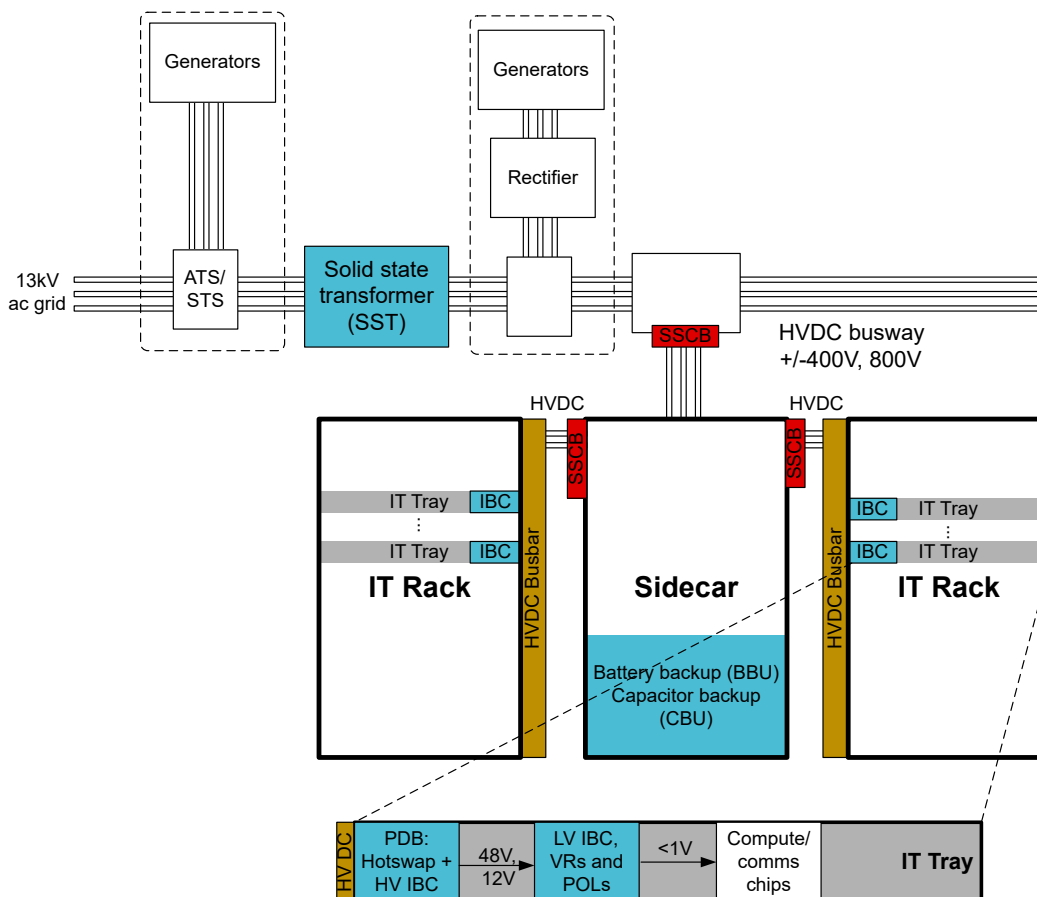 Generators
Generators
Rectifier
13kV
ac grid
ATS/
STS
Solid state
transformer
(SST)
SSCB
HVDC busway
+/-400V, 800V
HVDC
HVDC
SSCB
SSCB
IT Tray
IBC
⋮
IT Tray
IBC
IT Rack
HVDC Busbar
Sidecar
Battery backup (BBU)
Capacitor backup
(CBU)
HVDC Busbar
IBC
IT Tray
⋮
IBC
IT Tray
IT Rack
HV DC
PDB:
Hotswap +
HV IBC
48V,
12V
LV IBC,
VRs and
POLs
<1V
Compute/
comms
chips
IT Tray